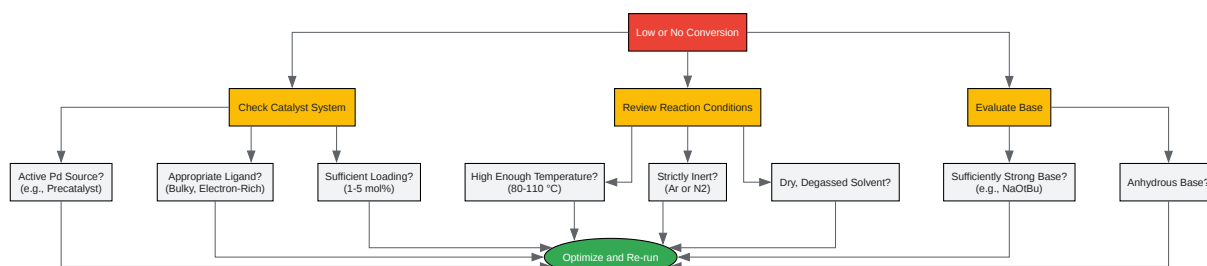 Low or No Conversion
Check Catalyst System
Review Reaction Conditions
Evaluate Base
Active Pd Source?
(e.g., Precatalyst)
Appropriate Ligand?
(Bulky, Electron-Rich)
Sufficient Loading?
(1-5 mol%)
High Enough Temperature?
(80-110 °C)
Strictly Inert?
(Ar or N2)
Dry, Degassed Solvent?
Sufficiently Strong Base?
(e.g., NaOtBu)
Anhydrous Base?
Optimize and Re-run